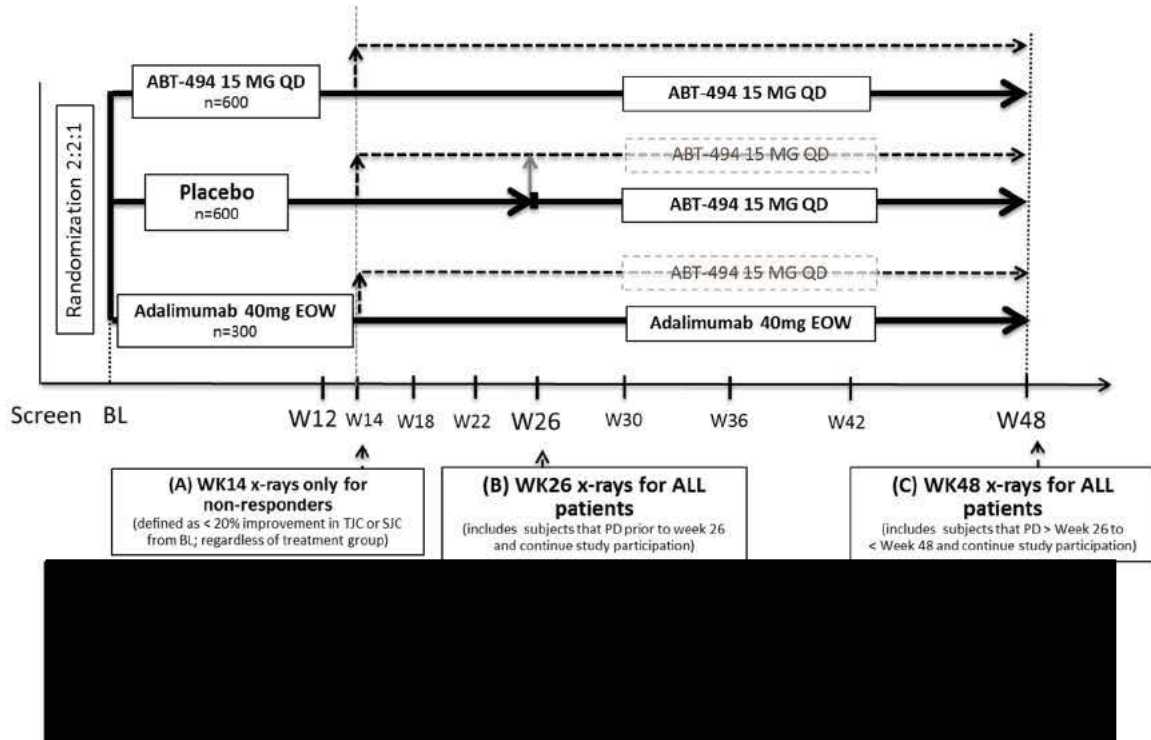 ABT-494 15 MG QD
n=600
ABT-494 15 MG QD
Randomization 2:2:1
ABT-494 15 MG QD
Placebo
n=600
ABT-494 15 MG QD
ABT-494 15 MG QD
Adalimumab 40mg EOW
n=300
Adalimumab 40mg EOW
Screen BL W12 W14 W18 W22 W26 W30 W36 W42 W48
(A) WK14 x-rays only for
non-responders
(defined as < 20% improvement in TJC or SJC
from BL; regardless of treatment group)
(B) WK26 x-rays for ALL
patients
(includes subjects that PD prior to week 26
and continue study participation)
(C) WK48 x-rays for ALL
patients
(includes subjects that PD > Week 26 to
< Week 48 and continue study participation)